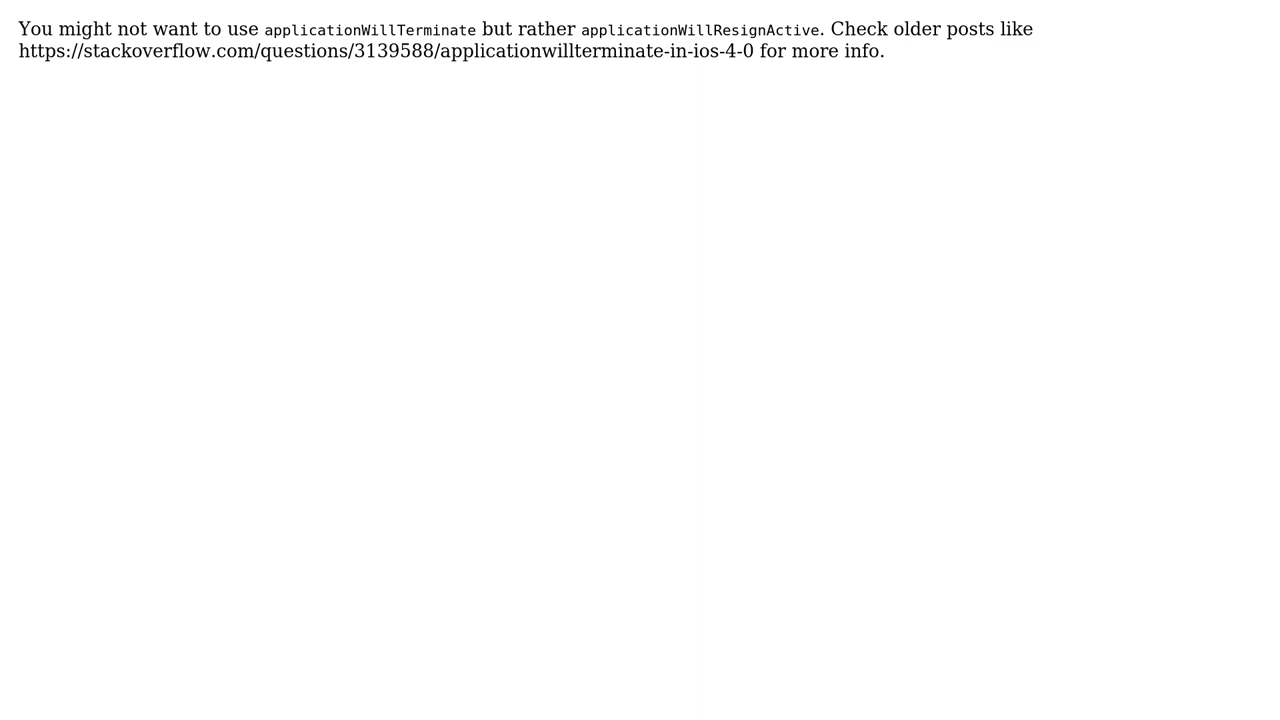 You might not want to use applicationWillTerminate but rather applicationWillResignActive. Check older posts like
https://stackoverflow.com/questions/3139588/applicationwillterminate-in-ios-4-0 for more info.